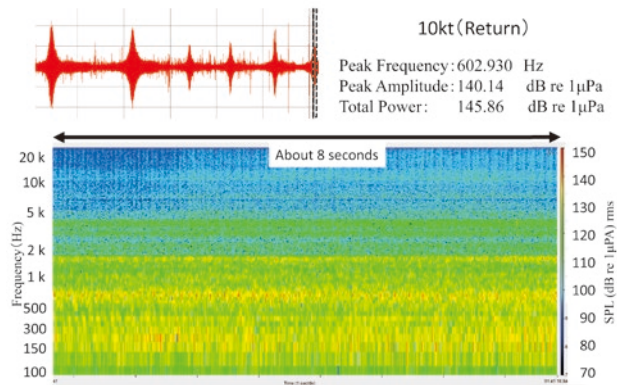 10kt(Return)
Peak Frequency: 602.930 Hz
Peak Amplitude: 140.14 dB re 1μPa
Total Power: 145.86 dB re 1μPa
About 8 seconds
Frequency(Hz)
20 k
10k
5 k
2 k
1 k
500
300
150
100
150
140
130
120
110
100
90
80
70
SPL (dB re 1μPA) rms